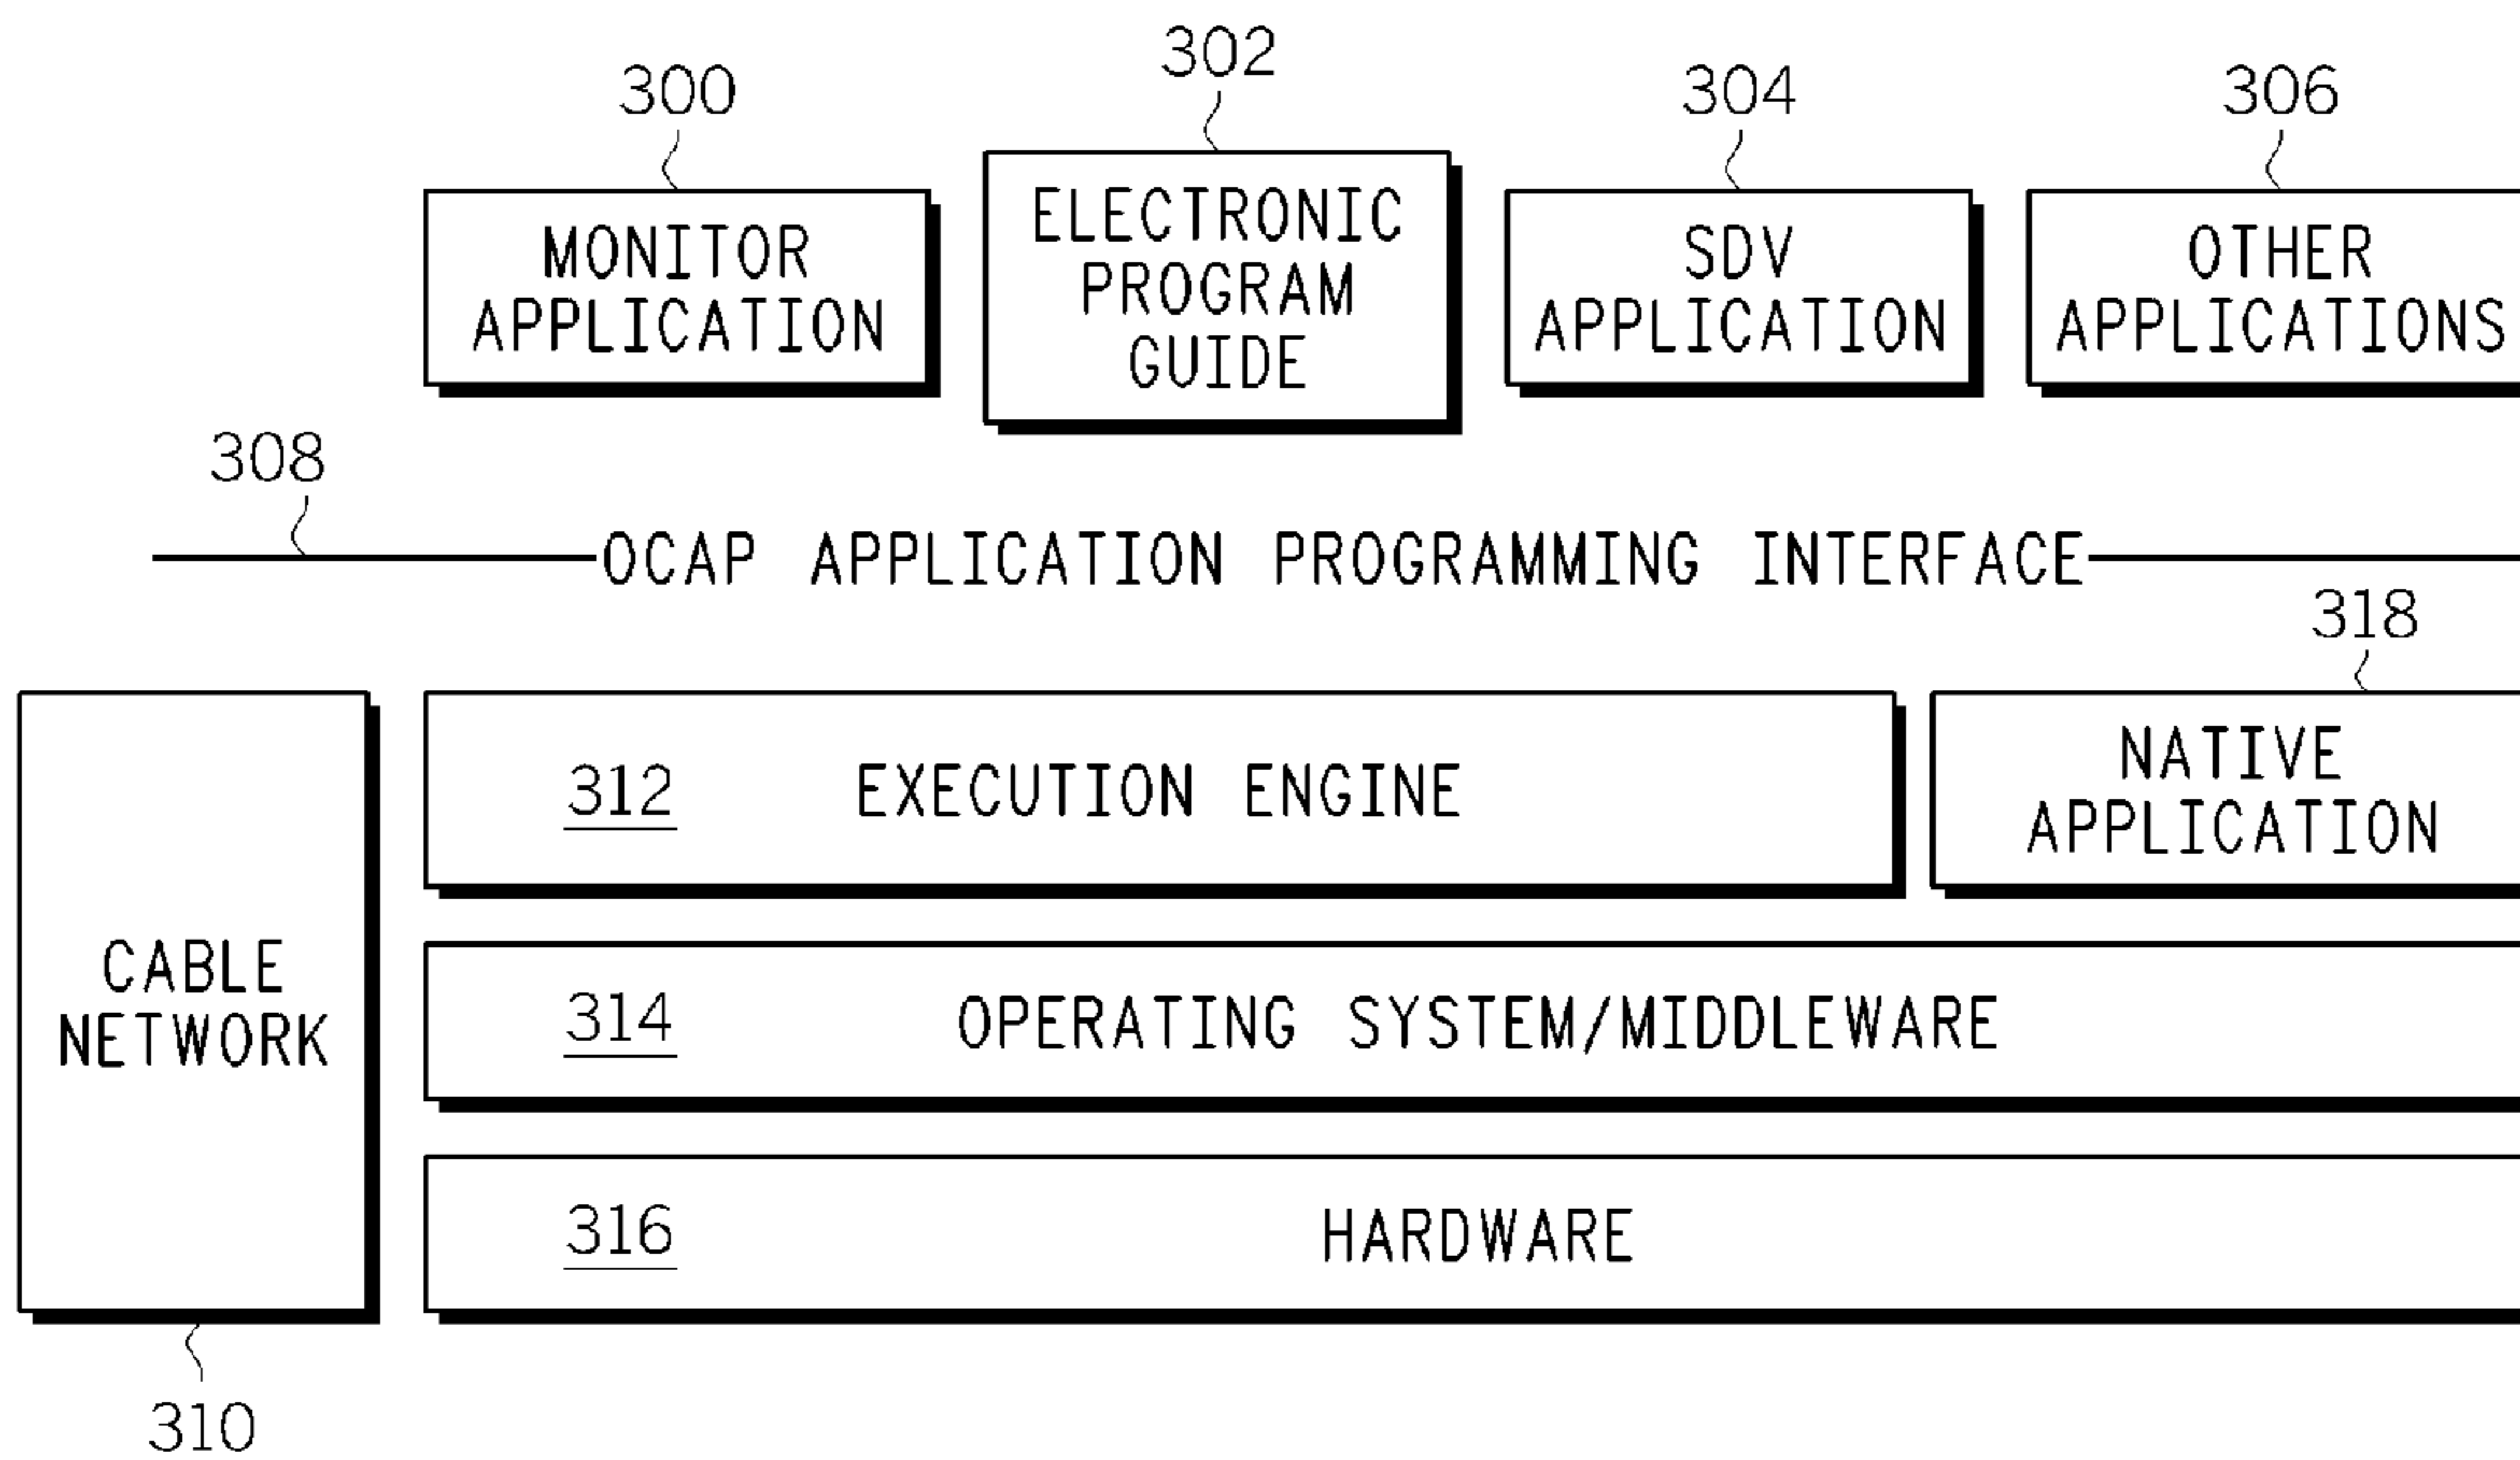 300
302
304
306
MONITOR
APPLICATION
ELECTRONIC
PROGRAM
GUIDE
SDV
APPLICATION
OTHER
APPLICATIONS
308
OCAP APPLICATION PROGRAMMING INTERFACE
318
CABLE
NETWORK
310
312 EXECUTION ENGINE
NATIVE
APPLICATION
314 OPERATING SYSTEM/MIDDLEWARE
316 HARDWARE